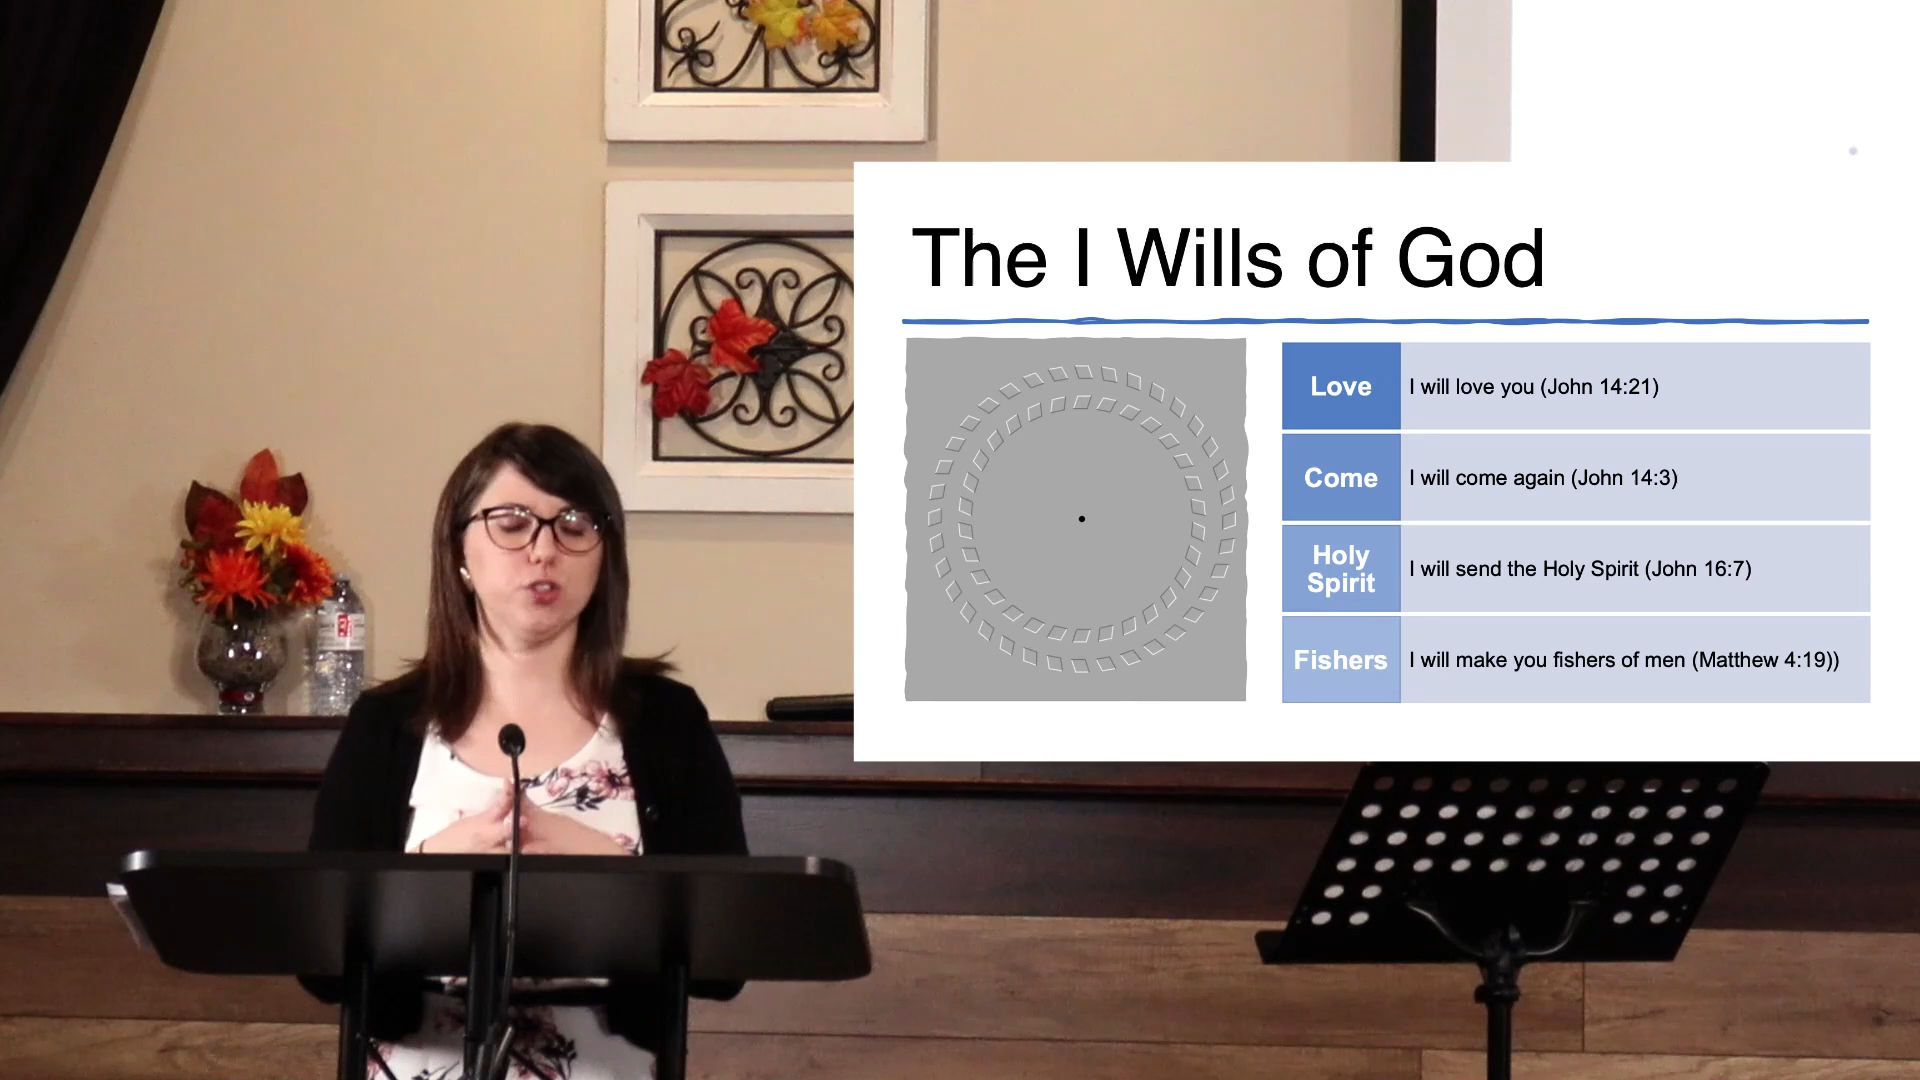 The I Wills of God
Love
I will love you (John 14:21)
Come
I will come again (John 14:3)
Holy
Spirit
I will send the Holy Spirit (John 16:7)
Fishers
I will make you fishers of men (Matthew 4:19))